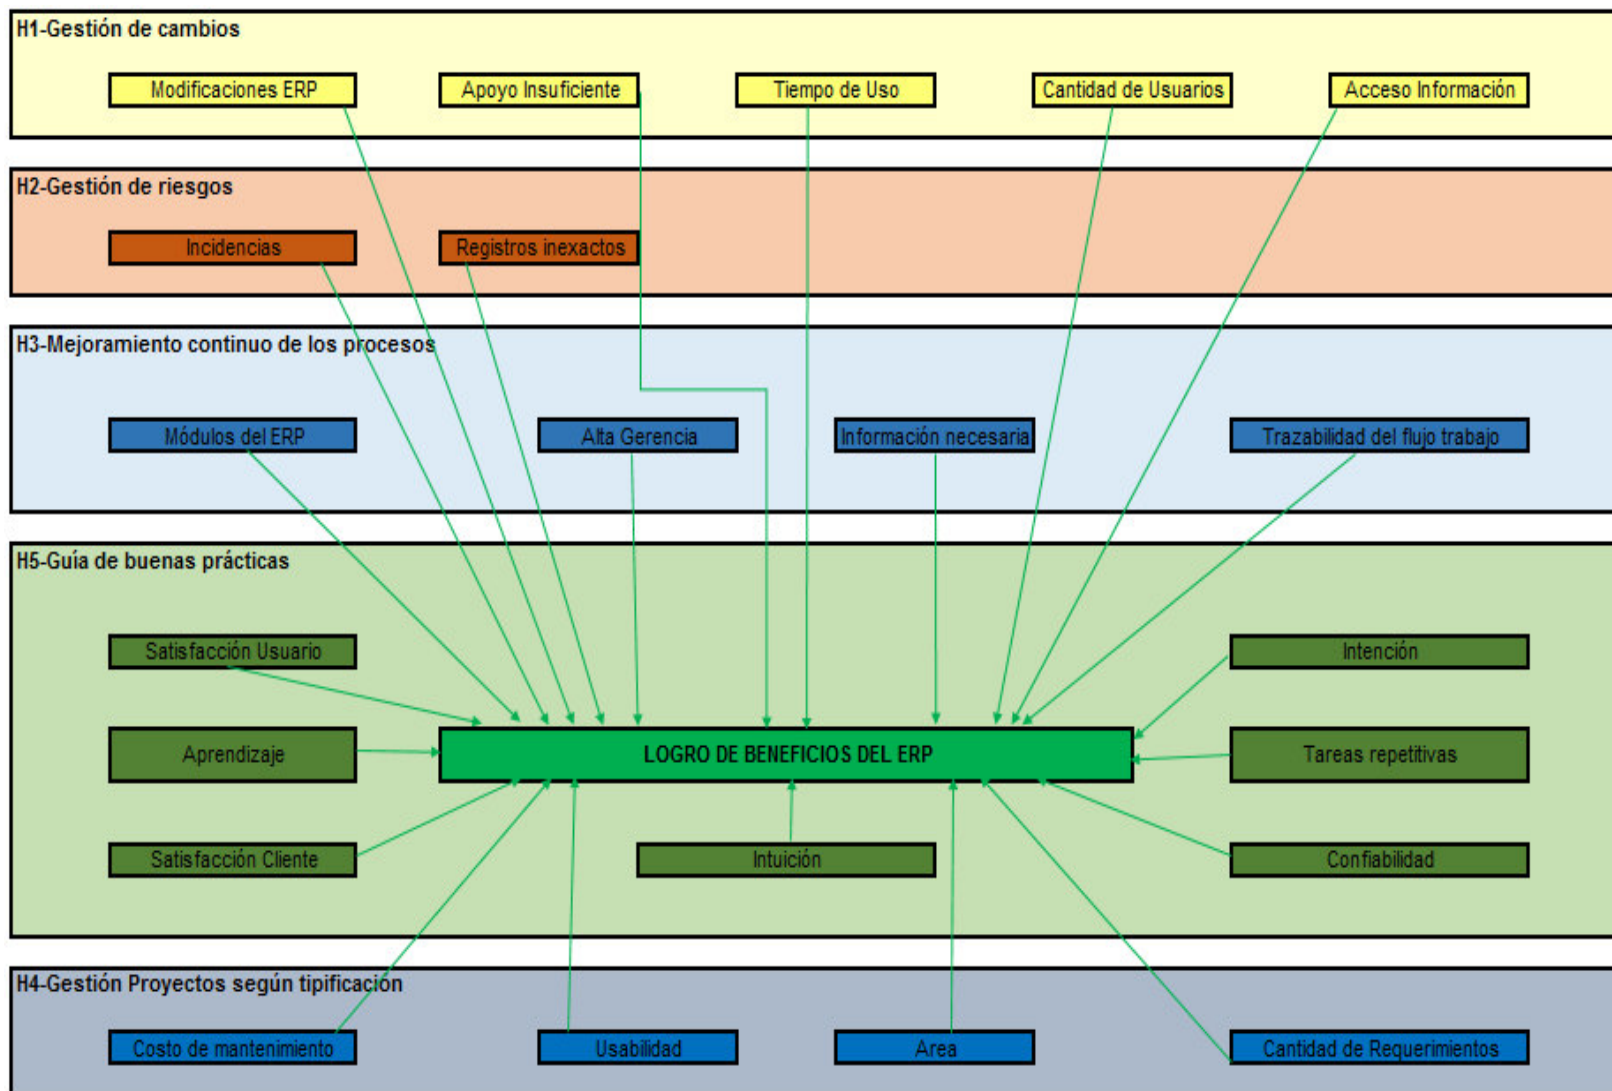 H1-Gestión de cambios
Modificaciones ERP
Apoyo Insuficiente
Tiempo de Uso
Cantidad de Usuarios
Acceso Información
H2-Gestión de riesgos
Incidencias
Registros inexactos
H3-Mejoramiento continuo de los procesos
Módulos del ERP
Alta Gerencia
Información necesaria
Trazabilidad del flujo trabajo
H5-Guía de buenas prácticas
Satisfacción Usuario
Intención
Aprendizaje
LOGRO DE BENEFICIOS DEL ERP
Tareas repetitivas
Satisfacción Cliente
Intuición
Confiabilidad
H4-Gestión Proyectos según tipificación
Costo de mantenimiento
Usabilidad
Area
Cantidad de Requerimientos